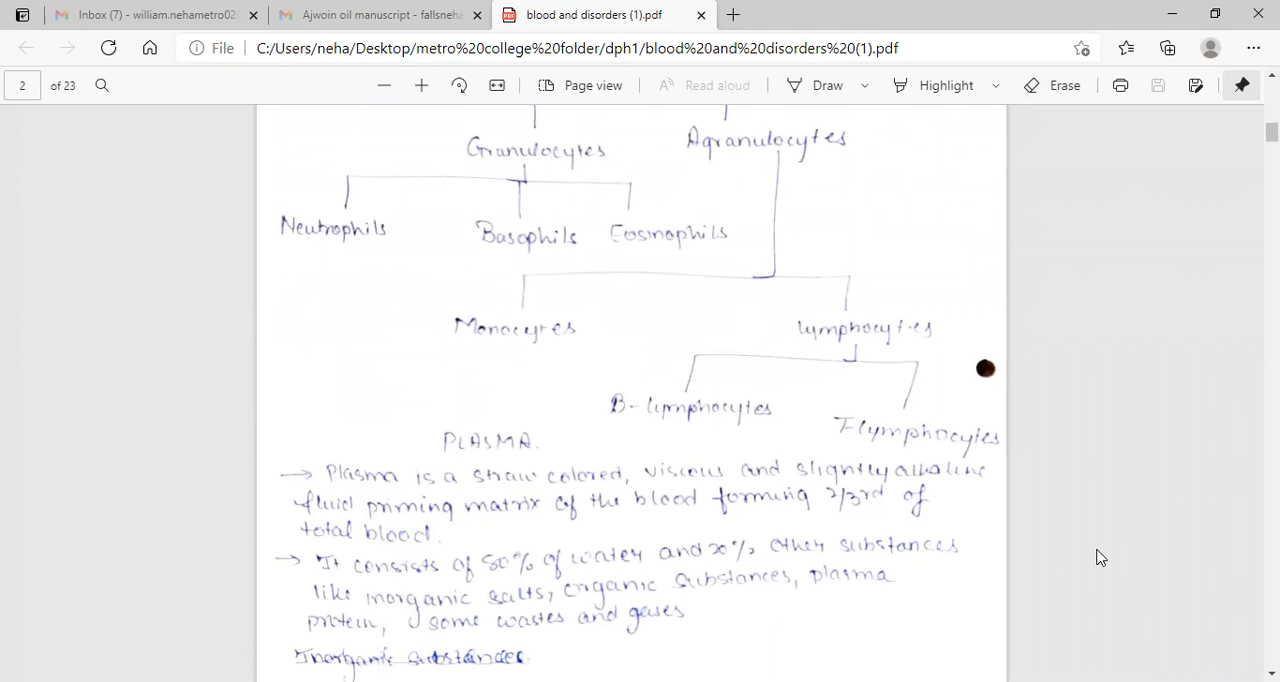 Inbox (7) - william.nehametro02
Ajwoin oil manuscript - fallsneha
blood and disorders (1).pdf
File
C:/Users/neha/Desktop/metro%20college%20folder/dph1/blood%20and%20disorders%20(1).pdf
2 of 23
Page view
Read aloud
Draw
Highlight
Erase
Granulocytes
Agranulocytes
Neutrophils
Basophils
Eosinophils
Monocytes
Lymphocytes
B-lymphocytes
T-lymphocytes
PLASMA.
→ Plasma is a straw colored, viscous and slightly alkaline
fluid priming matrix of the blood forming 2/3rd of
total blood.
→ It consists of 80% of water and 20% other substances
like inorganic salts, organic substances, plasma
protein, some wastes and gases
Inorganic substances.